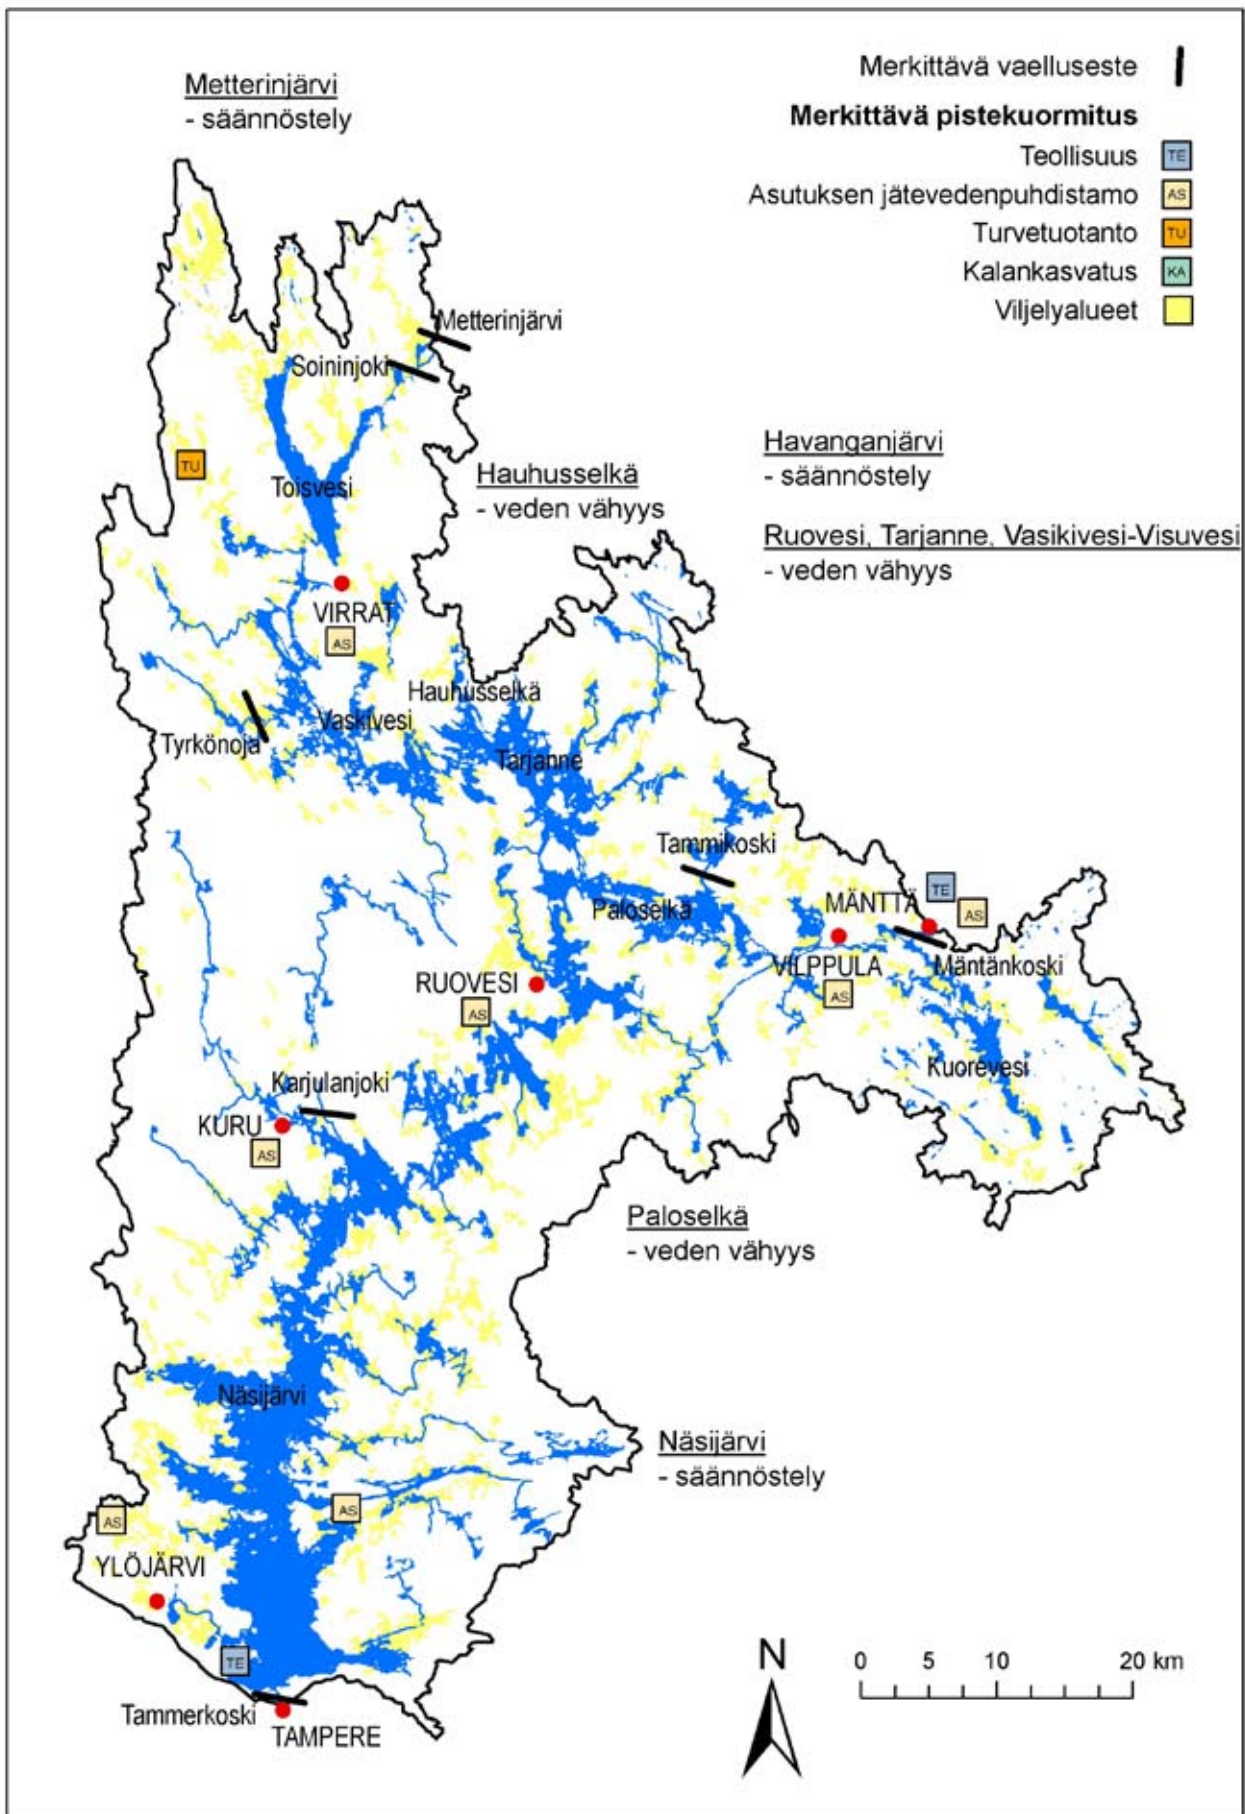 Metterinjärvi
- säännöstely
Merkittävä vaelluseste
Merkittävä pistekuormitus
Teollisuus TE
Asutuksen jätevedenpuhdistamo AS
Turvetuotanto TU
Kalankasvatus KA
Viljelyalueet
Metterinjärvi
Soininjoki
TU
Toisvesi
Hauhusselkä
- veden vähyys
Havanganjärvi
- säännöstely
Ruovesi, Tarjanne, Vasikivesi-Visuvesi
- veden vähyys
VIRRAT
AS
Hauhusselkä
Vaskivesi
Tyrkönoja
Tarjanne
Tammikoski
Paloselkä
MÄNTTÄ
TE
AS
VILPPULA
AS
Mäntänkoski
RUOVESI
AS
Kuorevesi
Karjulanjoki
KURU
AS
Paloselkä
- veden vähyys
Näsijärvi
Näsijärvi
- säännöstely
AS
AS
YLÖJÄRVI
TE
Tammerkoski
TAMPERE
N
0 5 10 20 km